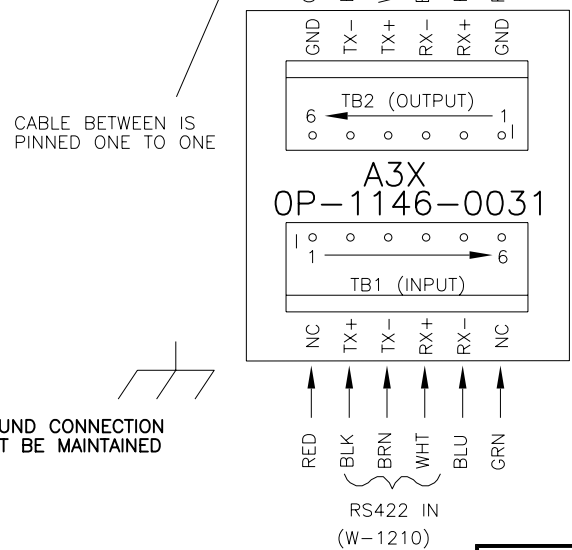 GND TX- TX+ RX- RX+ GND
TB2 (OUTPUT)
6 1
CABLE BETWEEN IS
PINNED ONE TO ONE
A3X
0P-1146-0031
1 6
TB1 (INPUT)
NC TX+ TX- RX+ RX- NC
UND CONNECTION
T BE MAINTAINED
RED BLK BRN WHT BLU GRN
RS422 IN
(W-1210)